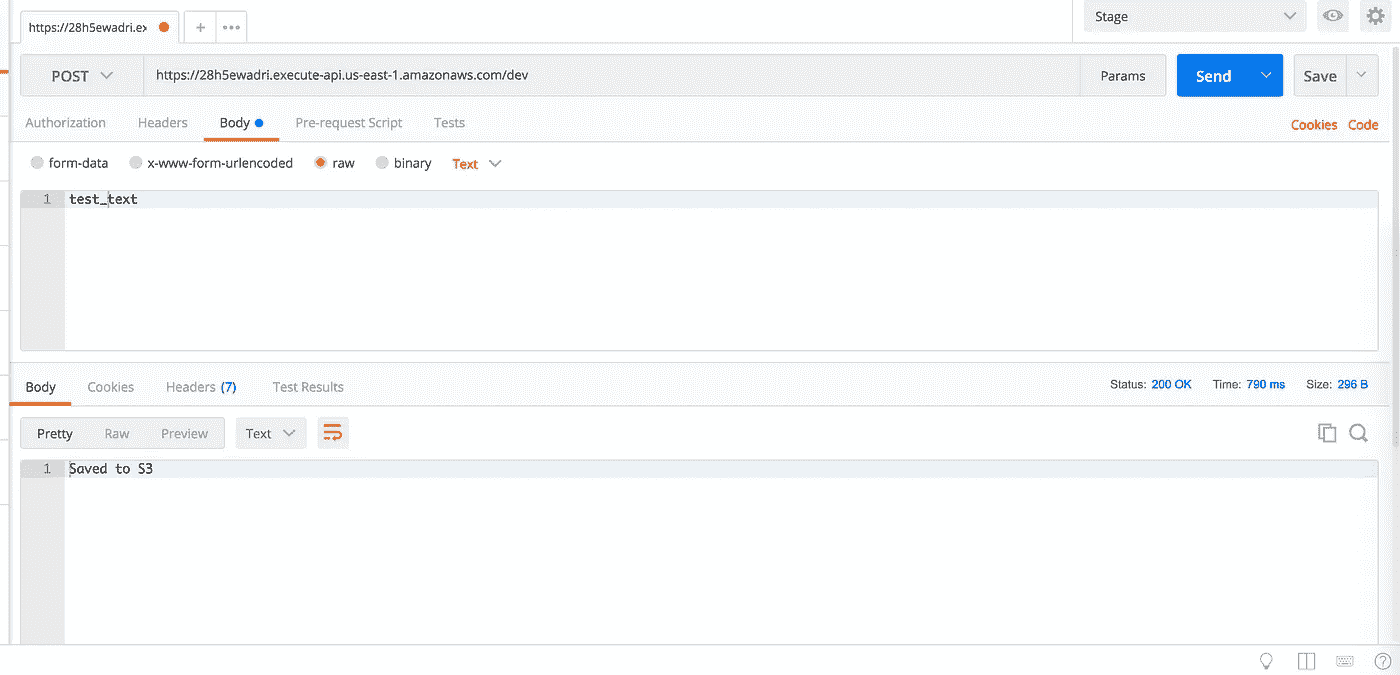 https://28h5ewadri.ex + ••• Stage
POST https://28h5ewadri.execute-api.us-east-1.amazonaws.com/dev Params Send Save
Authorization Headers Body Pre-request Script Tests Cookies Code
form-data x-www-form-urlencoded raw binary Text
1 test_text
Body Cookies Headers (7) Test Results Status: 200 OK Time: 790 ms Size: 296 B
Pretty Raw Preview Text
1 Saved to S3